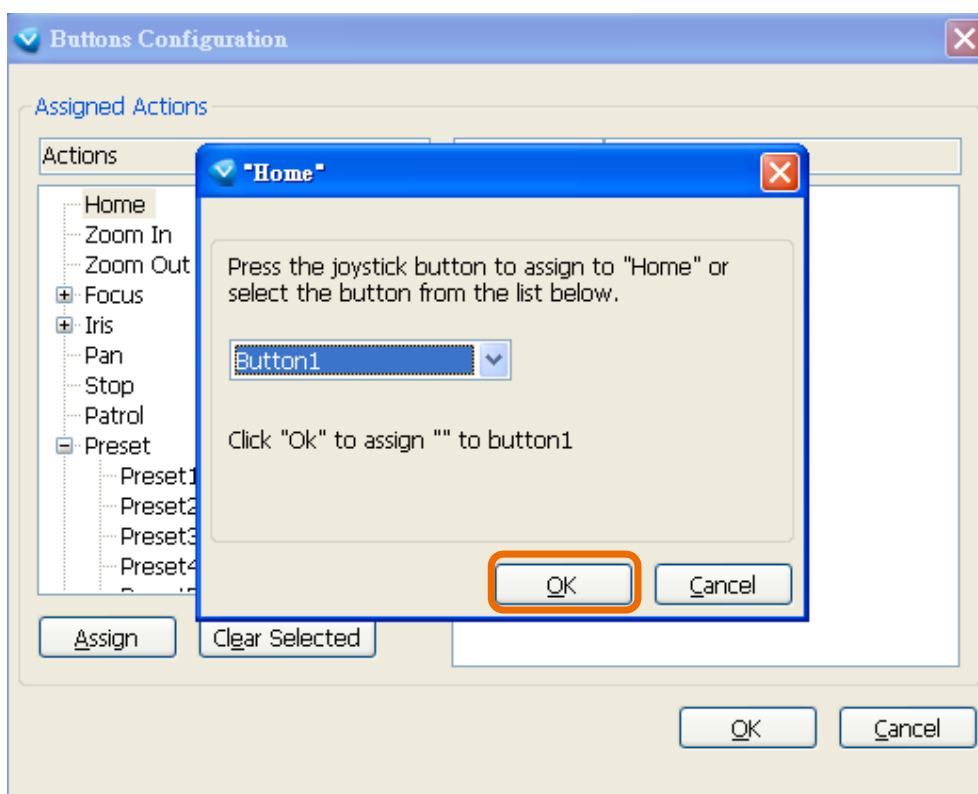 Buttons Configuration
Assigned Actions
Actions
Home
Zoom In
Zoom Out
Focus
Iris
Pan
Stop
Patrol
Preset
Preset1
Preset2
Preset3
Preset4
Assign
Clear Selected
"Home"
Press the joystick button to assign to "Home" or
select the button from the list below.
Button1
Click "Ok" to assign "" to button1
OK
Cancel
OK
Cancel